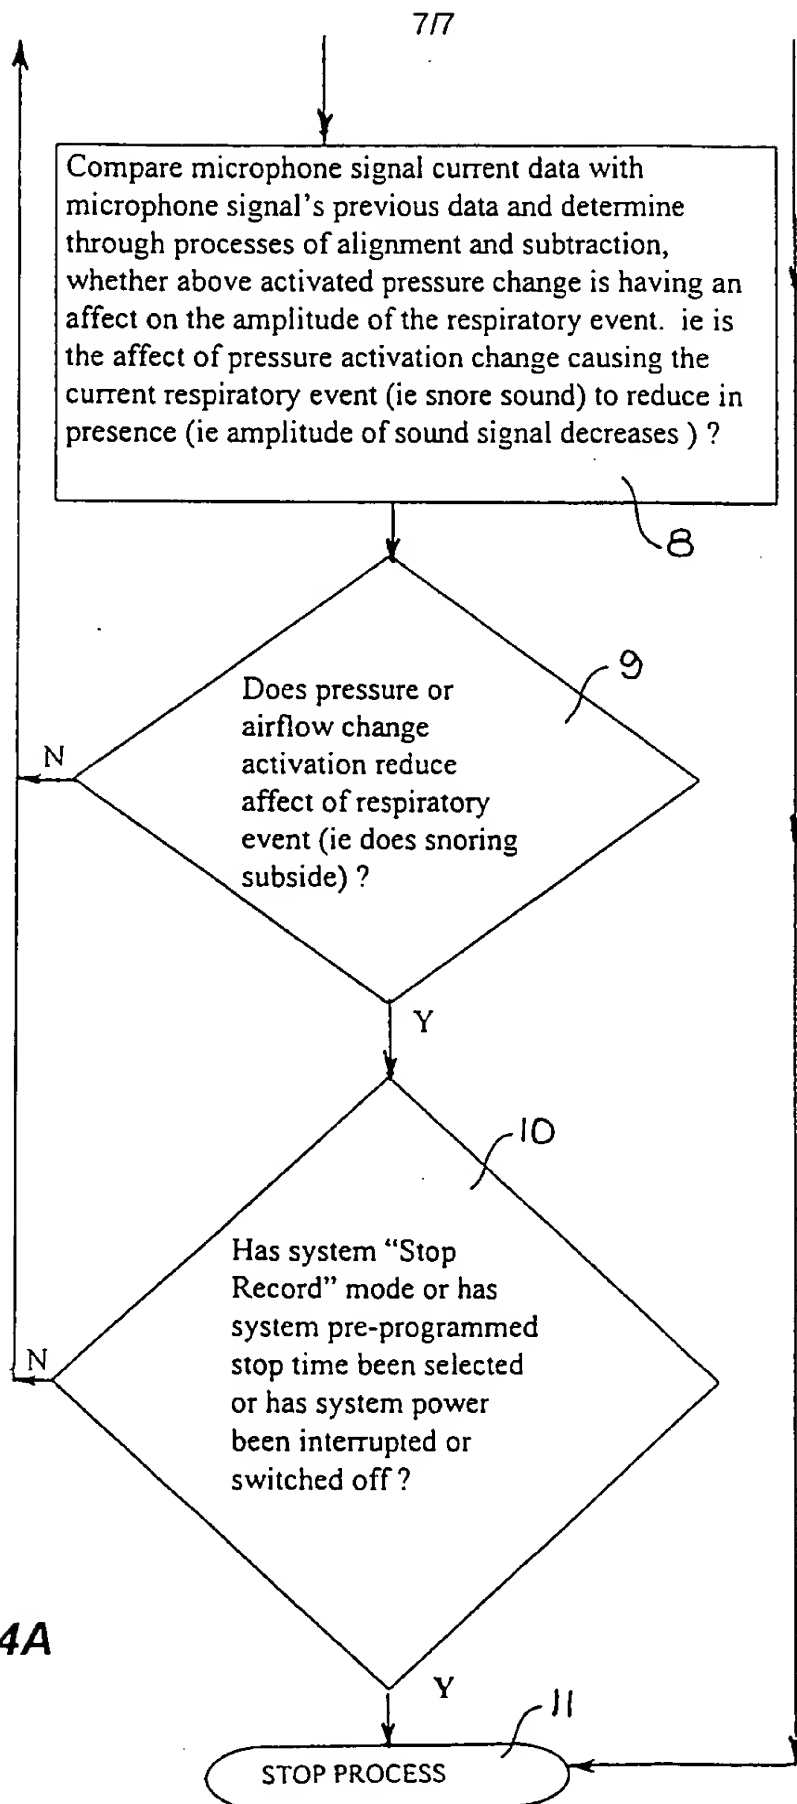 7/7
Compare microphone signal current data with
microphone signal's previous data and determine
through processes of alignment and subtraction,
whether above activated pressure change is having an
affect on the amplitude of the respiratory event. ie is
the affect of pressure activation change causing the
current respiratory event (ie snore sound) to reduce in
presence (ie amplitude of sound signal decreases ) ?
8
9
Does pressure or
airflow change
activation reduce
affect of respiratory
event (ie does snoring
subside) ?
N
Y
10
Has system “Stop
Record” mode or has
system pre-programmed
stop time been selected
or has system power
been interrupted or
switched off ?
N
4A
Y
11
STOP PROCESS